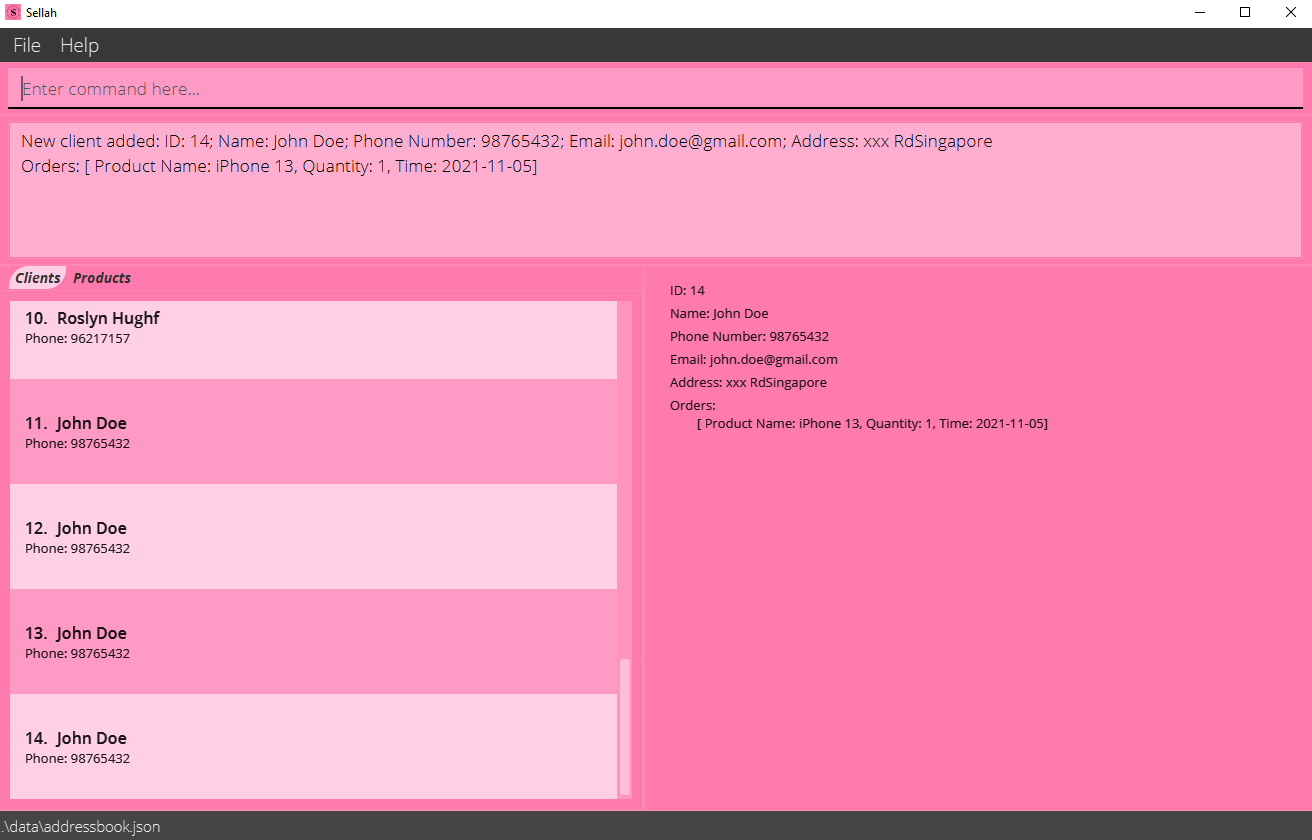 Sellah
File Help
Enter command here...
New client added: ID: 14; Name: John Doe; Phone Number: 98765432; Email: john.doe@gmail.com; Address: xxx RdSingapore
Orders: [ Product Name: iPhone 13, Quantity: 1, Time: 2021-11-05]
Clients Products
10. Roslyn Hughf
Phone: 96217157
11. John Doe
Phone: 98765432
12. John Doe
Phone: 98765432
13. John Doe
Phone: 98765432
14. John Doe
Phone: 98765432
ID: 14
Name: John Doe
Phone Number: 98765432
Email: john.doe@gmail.com
Address: xxx RdSingapore
Orders:
[ Product Name: iPhone 13, Quantity: 1, Time: 2021-11-05]
.\data\addressbook.json